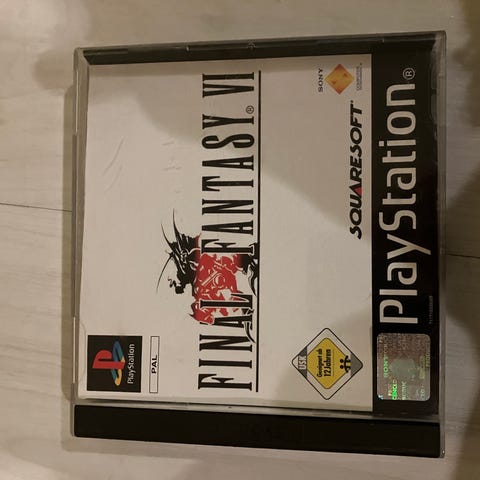 PlayStation
PAL
FINAL FANTASY® VI
SONY
SQUARESOFT®
USK
Geeignet ab
12 Jahren
PlayStation®